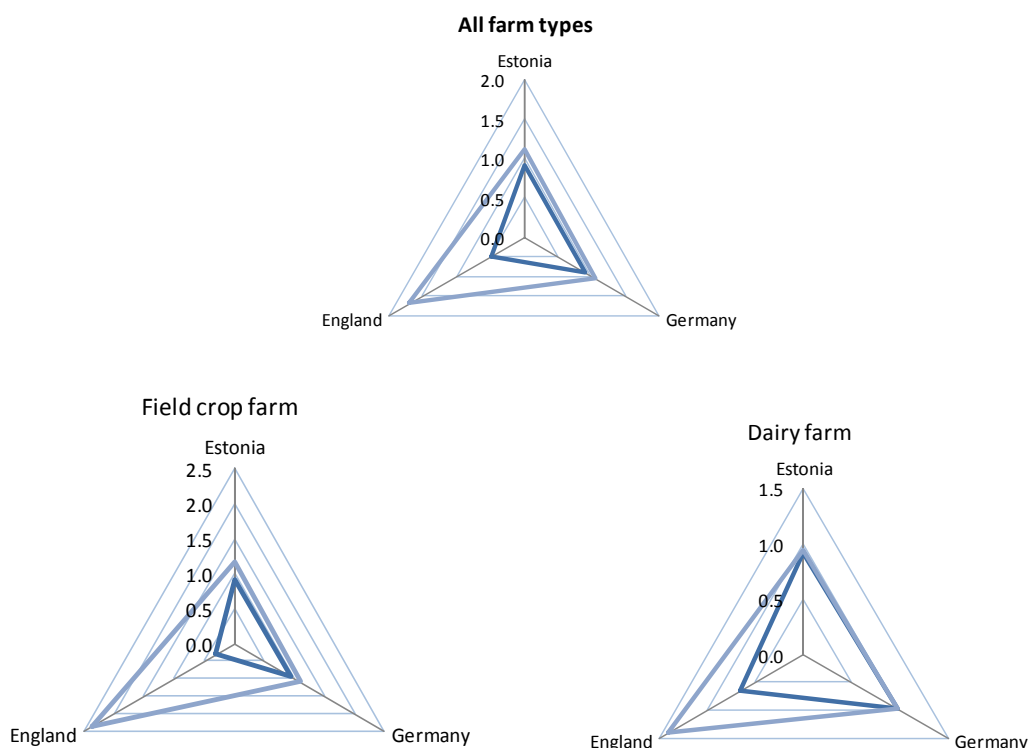 All farm types
Estonia
2.0
1.5
1.0
0.5
0.0
England
Germany
Field crop farm
Estonia
2.5
2.0
1.5
1.0
0.5
0.0
England
Germany
Dairy farm
Estonia
1.5
1.0
0.5
0.0
England
Germany